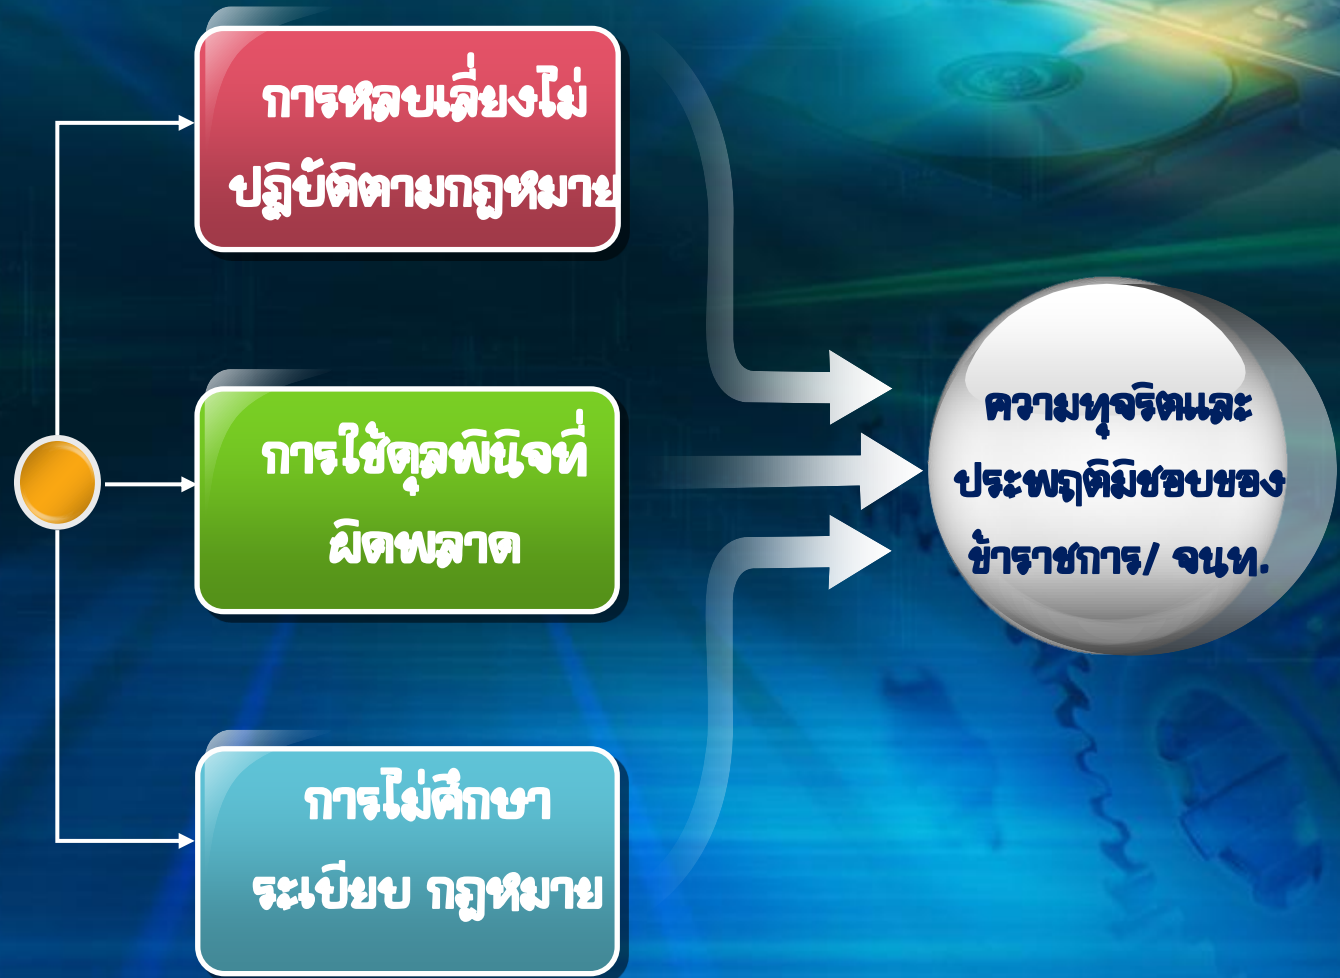 การหลบเลี่ยงไม่
ปฏิบัติตามกฎหมาย
การใช้ดุลพินิจที่
ผิดพลาด
การไม่ศึกษา
ระเบียบ กฎหมาย
ความทุจริตและ
ประพฤติมิชอบของ
ข้าราชการ/ จนท.